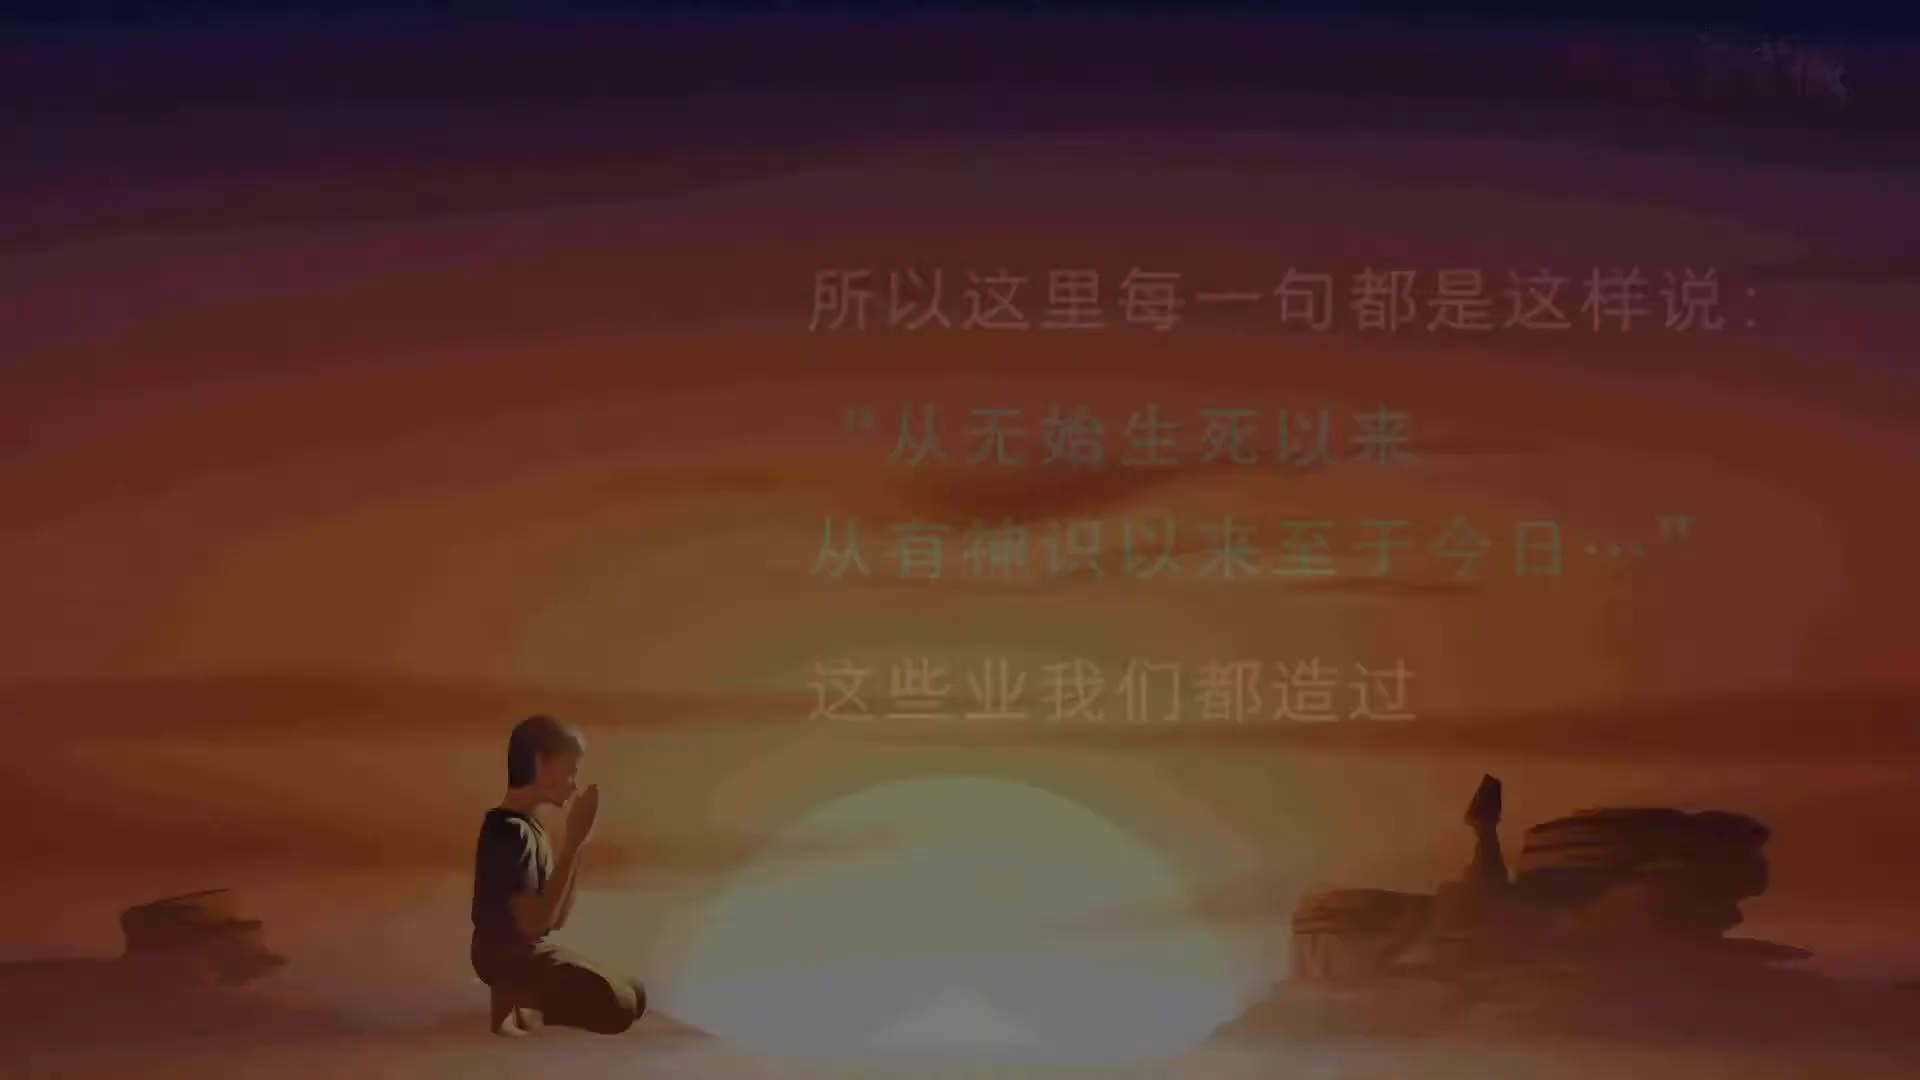 所以这里每一句都是这样说：
"从无始生死以来
从有神识以来至于今日…"
这些业我们都造过